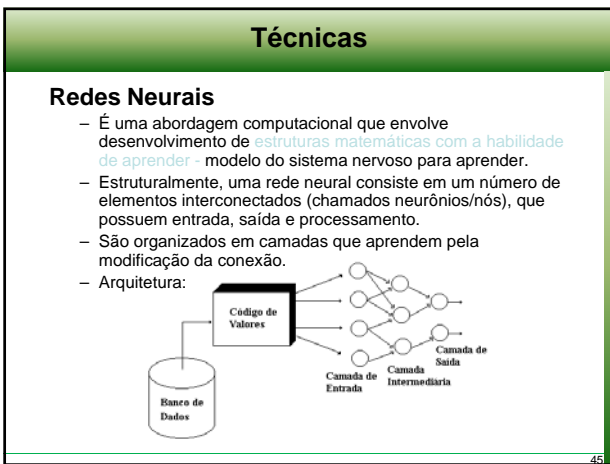 Técnicas
Redes Neurais
– É uma abordagem computacional que envolve
desenvolvimento de estruturas matemáticas com a habilidade
de aprender - modelo do sistema nervoso para aprender.
– Estruturalmente, uma rede neural consiste em um número de
elementos interconectados (chamados neurônios/nós), que
possuem entrada, saída e processamento.
– São organizados em camadas que aprendem pela
modificação da conexão.
– Arquitetura:
Código de
Valores
Banco de
Dados
Camada de
Entrada
Camada
Intermediária
Camada de
Saída
45